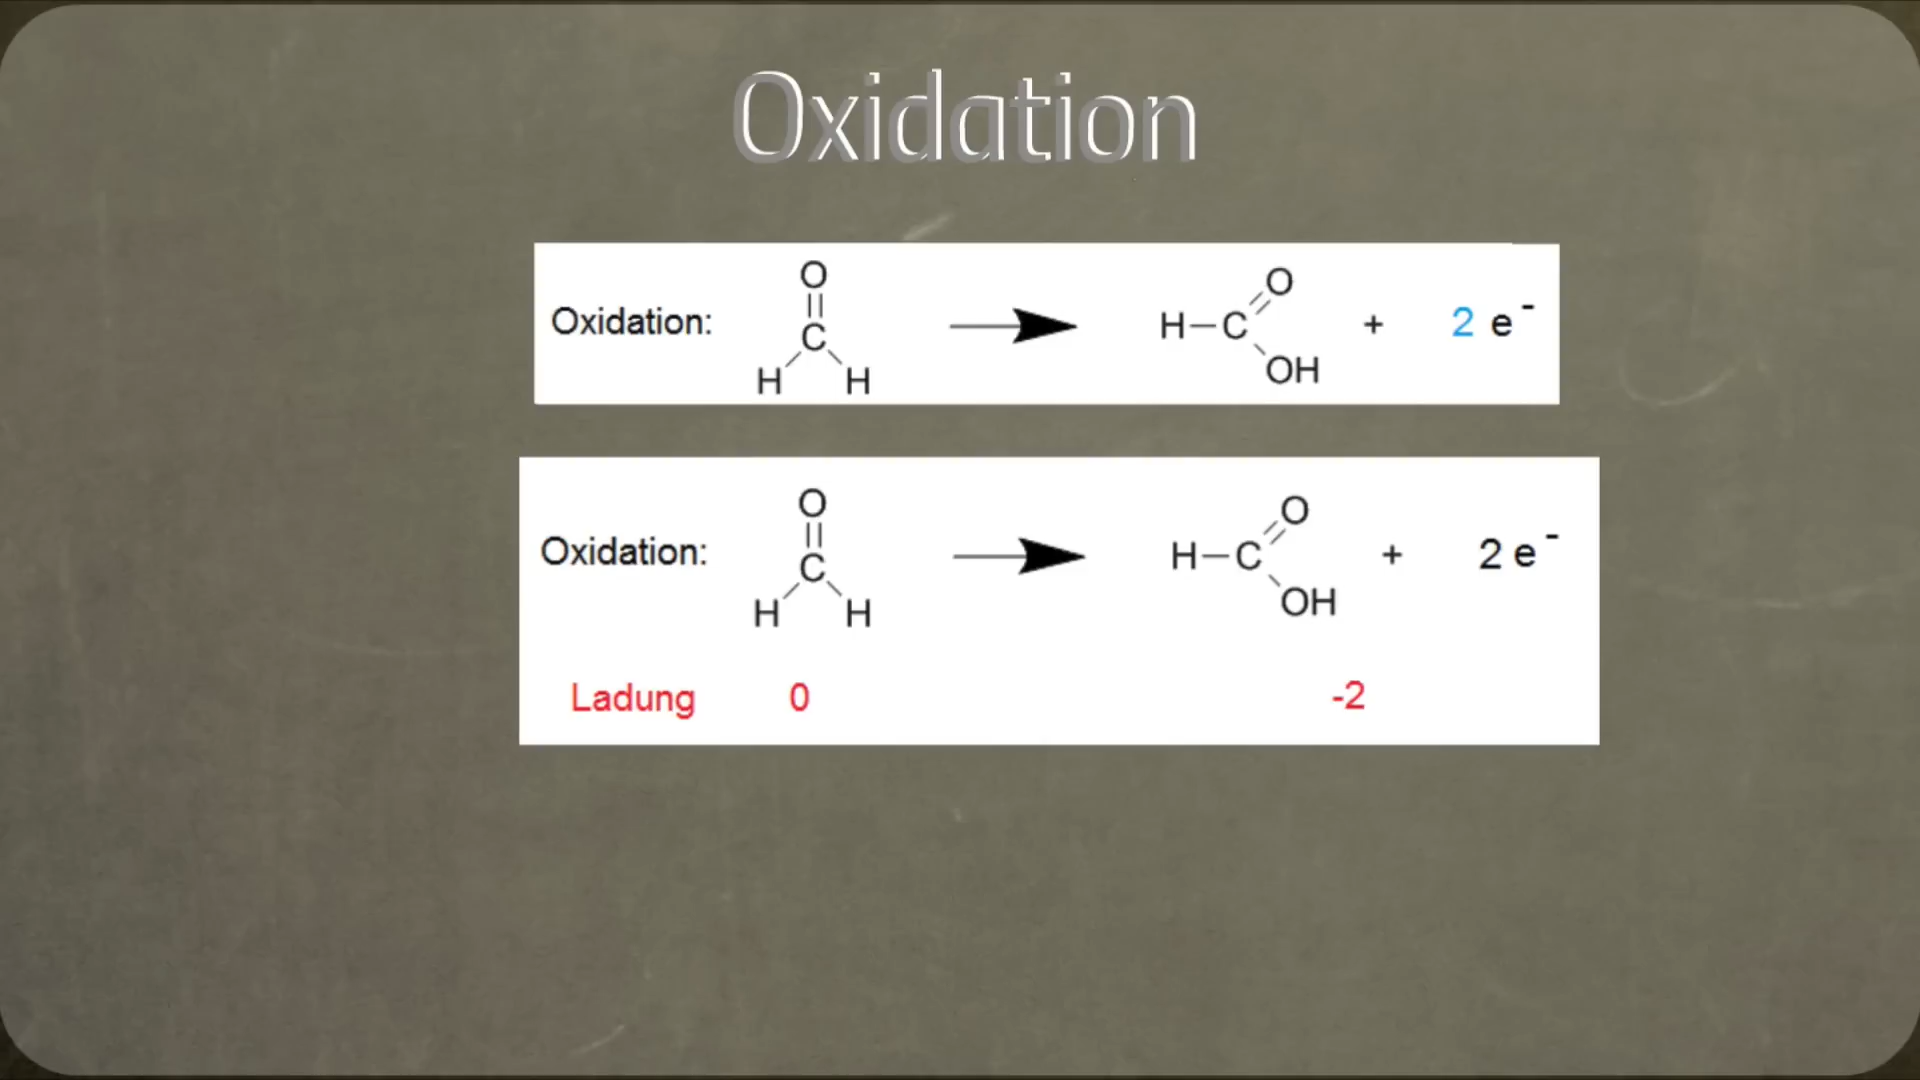 Oxidation
Oxidation: O C H H H C O OH + 2 e -
Oxidation: O C H H H C O OH + 2 e -
Ladung 0 -2